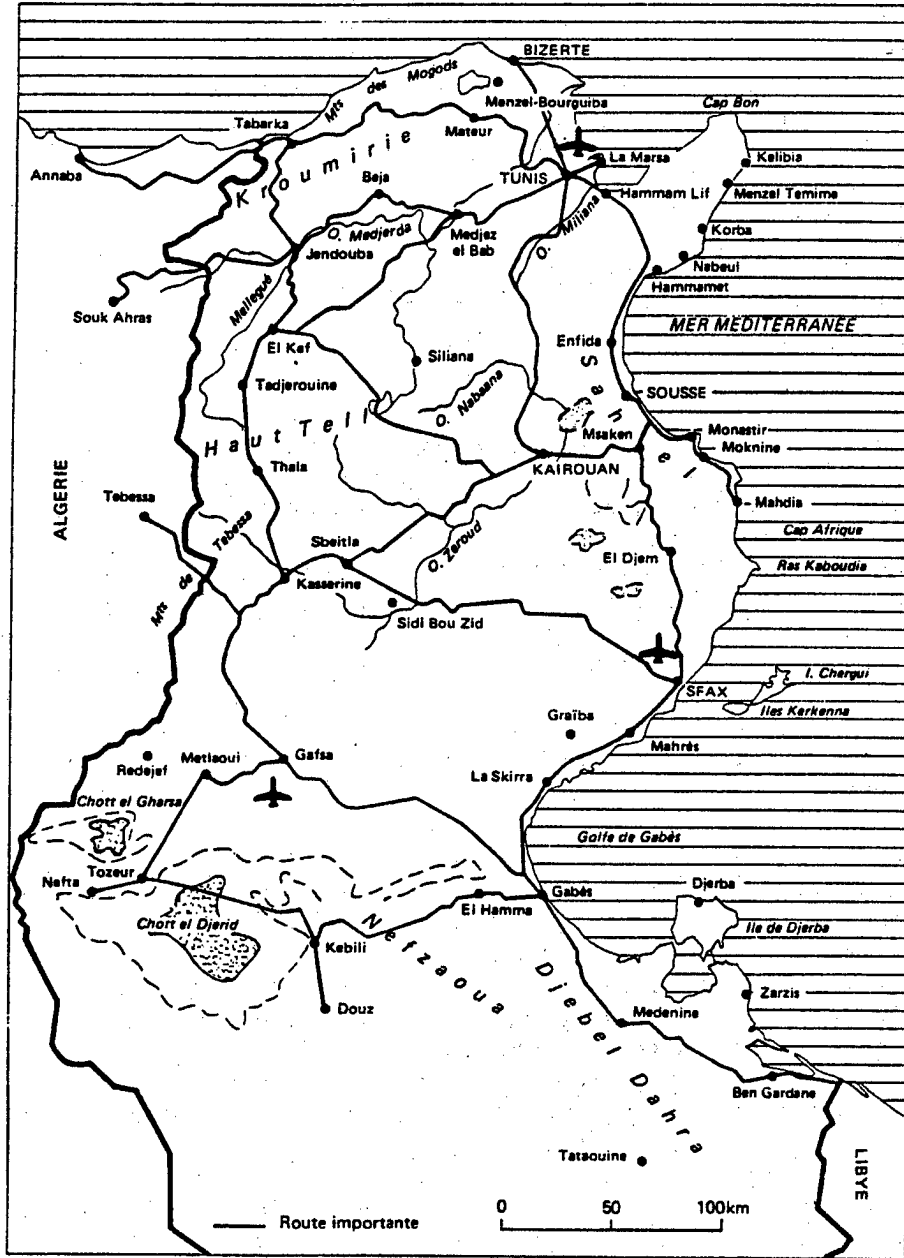 BIZERTE
Mts des Mogods
Menzel-Bourguiba
Cap Bon
Tabarka
Mateur
La Marsa
Kelibia
Annaba
Kroumirie
TUNIS
Menzel Temime
Beja
Hammam Lif
O. Medjerda
Medjez
el Bab
O. Miliana
Korba
Jendouba
Nabeul
Mellegue
Hammamet
Souk Ahras
MER MEDITERRANÉE
El Kef
Enfida
Siliana
Tadjerouine
O. Nabaana
SOUSSE
Sahel
Haut Tell
Msaken
Monastir
Moknine
KAIROUAN
Thala
ALGERIE
Tebessa
Mahdia
Mts de Tebessa
Cap Afrique
Sbeitla
O. Zeroud
El Djem
Ras Kaboudia
Kasserine
Sidi Bou Zid
I. Chergui
SFAX
Iles Kerkenna
Graïba
Mahrès
Redejef
Metlaoui
Gafsa
La Skirra
Chott el Gharsa
Golfe de Gabès
Tozeur
Nefta
El Hamma
Gabès
Djerba
Chott el Djerid
Ile de Djerba
Kebili
Nefzaoua
Zarzis
Douz
Djebel Dahra
Medenine
Ben Gardane
Tataouine
LIBYE
0 50 100km
Route importante